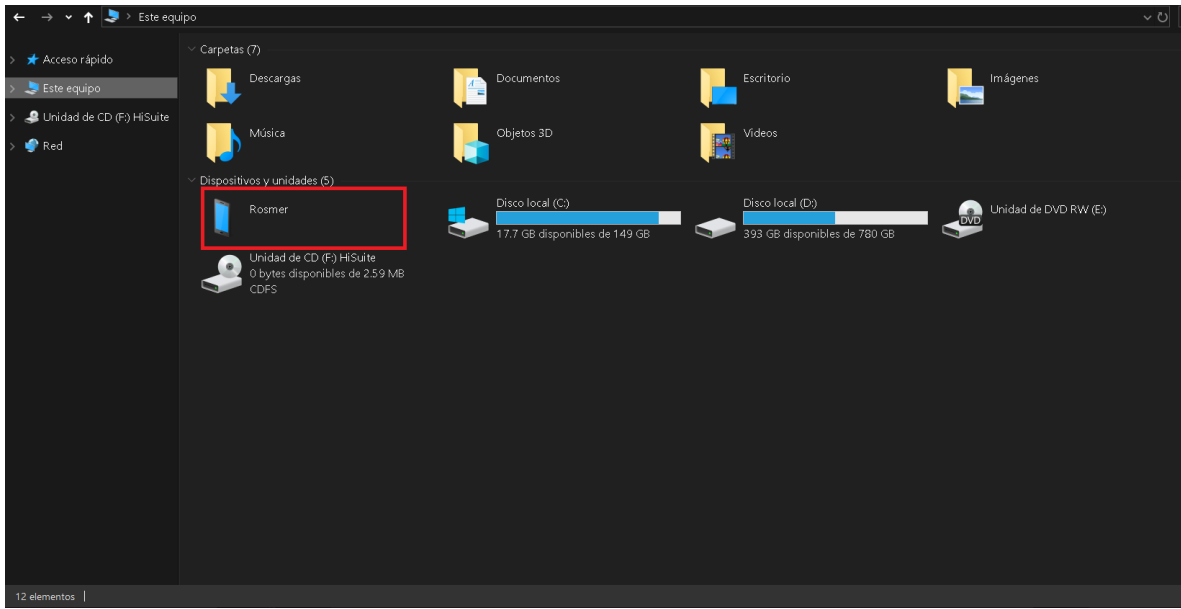 Este equipo
Acceso rápido
Este equipo
Unidad de CD (F:) HiSuite
Red
Carpetas (7)
Descargas
Documentos
Escritorio
Imágenes
Música
Objetos 3D
Videos
Dispositivos y unidades (5)
Rosmer
Disco local (C:)
17.7 GB disponibles de 149 GB
Disco local (D:)
393 GB disponibles de 780 GB
DVD
Unidad de DVD RW (E:)
Unidad de CD (F:) HiSuite
0 bytes disponibles de 2.59 MB
CDFS
12 elementos